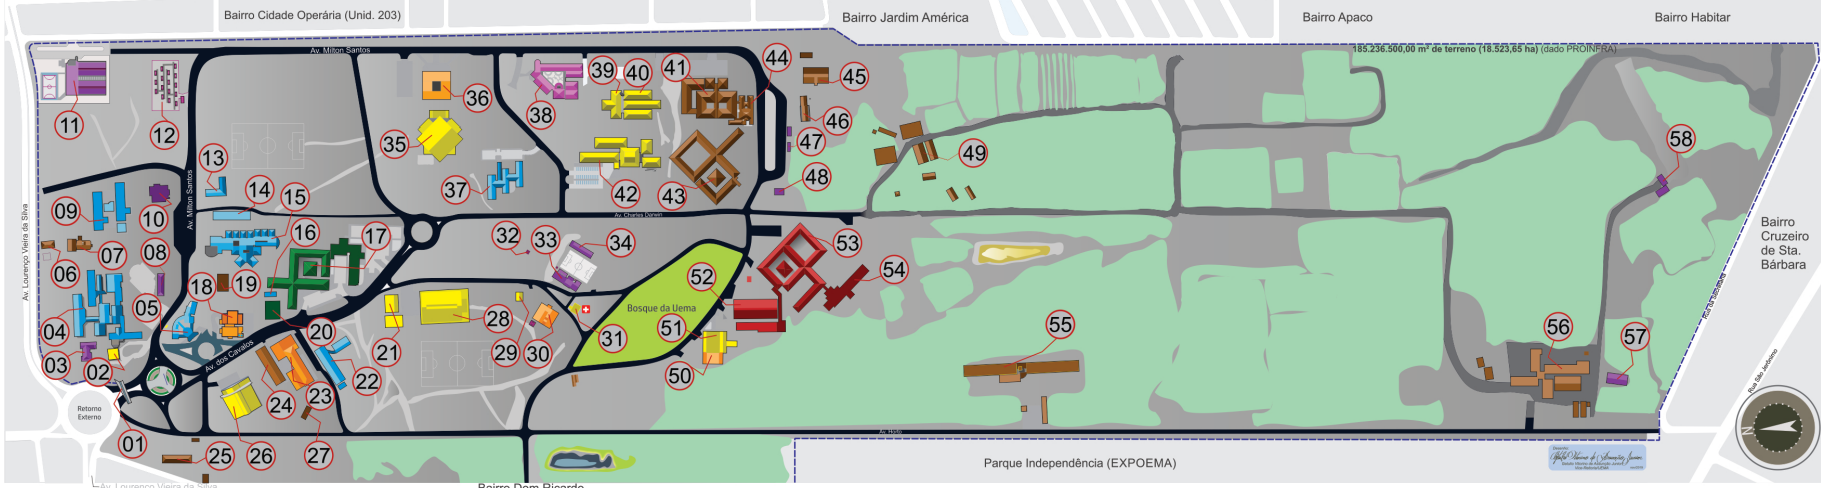 Bairro Cidade Operária (Unid. 203)
Bairro Jardim América
Bairro Apaco
Bairro Habitar
Av. Milton Santos
185.236.500,00 m² de terreno (18.523,65 ha) (dado PROINFRA)
39
40
41
44
36
38
45
11
12
35
46
47
13
37
42
43
48
49
58
14
15
09
10
Av. Milton Santos
Av. Charles Darwin
Av. Lourenço Vieira da Silva
16
17
32
33
34
53
Bairro
Cruzeiro
de Sta.
Bárbara
06
07
08
18
19
52
54
04
05
20
28
Bosque da Uema
51
55
56
57
03
02
Av. dos Cavalos
21
29
30
31
22
50
Rua São Jerônimo
Retorno
Externo
24
23
01
25
26
27
Av. Horto
N
Parque Independência (EXPOEMA)
Av. Lourenço Vieira da Silva
Bairro Dom Ricardo